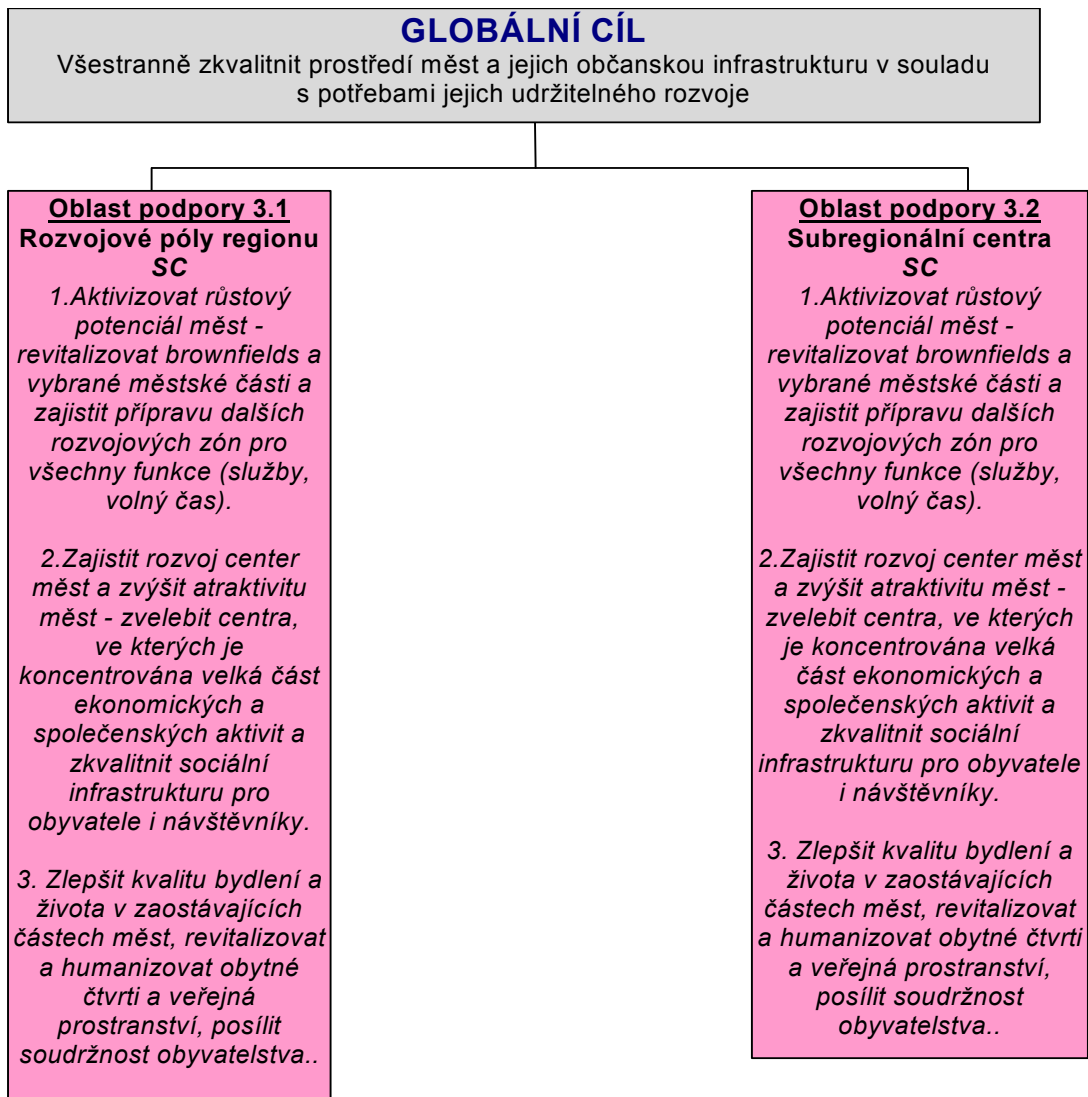 GLOBÁLNÍ CÍL
Všestranně zkvalitnit prostředí měst a jejich občanskou infrastrukturu v souladu
s potřebami jejich udržitelného rozvoje
Oblast podpory 3.1
Rozvojové póly regionu
SC
1.Aktivizovat růstový
potenciál měst -
revitalizovat brownfields a
vybrané městské části a
zajistit přípravu dalších
rozvojových zón pro
všechny funkce (služby,
volný čas).
2.Zajistit rozvoj center
měst a zvýšit atraktivitu
měst - zvelebit centra,
ve kterých je
koncentrována velká část
ekonomických a
společenských aktivit a
zkvalitnit sociální
infrastrukturu pro
obyvatele i návštěvníky.
3. Zlepšit kvalitu bydlení a
života v zaostávajících
částech měst, revitalizovat
a humanizovat obytné
čtvrti a veřejná
prostranství, posílit
soudržnost obyvatelstva..
Oblast podpory 3.2
Subregionální centra
SC
1.Aktivizovat růstový
potenciál měst -
revitalizovat brownfields a
vybrané městské části a
zajistit přípravu dalších
rozvojových zón pro
všechny funkce (služby,
volný čas).
2.Zajistit rozvoj center měst
a zvýšit atraktivitu měst -
zvelebit centra, ve kterých
je koncentrována velká
část ekonomických a
společenských aktivit a
zkvalitnit sociální
infrastrukturu pro obyvatele
i návštěvníky.
3. Zlepšit kvalitu bydlení a
života v zaostávajících
částech měst, revitalizovat
a humanizovat obytné čtvrti
a veřejná prostranství,
posílit soudržnost
obyvatelstva..